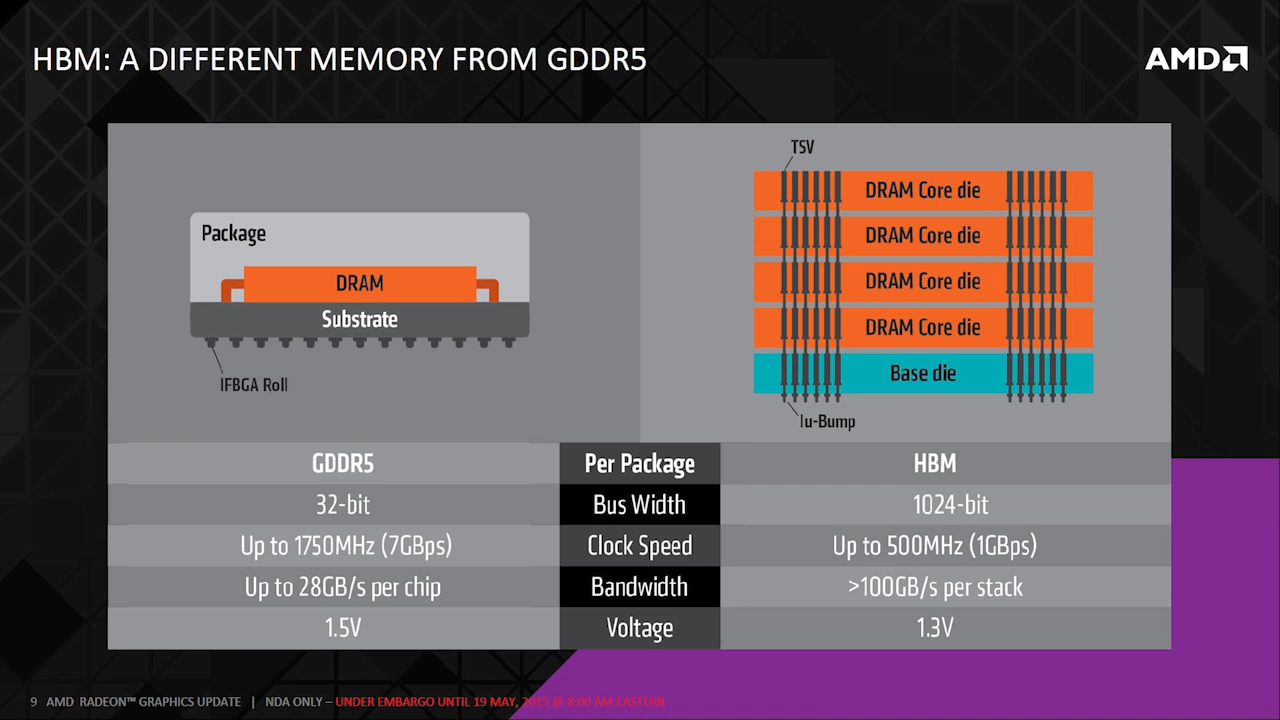 HBM: A DIFFERENT MEMORY FROM GDDR5
AMD
Package
DRAM
Substrate
IFBGA Roll
TSV
DRAM Core die
DRAM Core die
DRAM Core die
DRAM Core die
Base die
Iu-Bump
GDDR5 Per Package HBM
32-bit Bus Width 1024-bit
Up to 1750MHz (7GBps) Clock Speed Up to 500MHz (1GBps)
Up to 28GB/s per chip Bandwidth >100GB/s per stack
1.5V Voltage 1.3V
9 AMD RADEON™ GRAPHICS UPDATE | NDA ONLY – UNDER EMBARGO UNTIL 19 MAY, 2015 @ 8:00 AM EASTERN